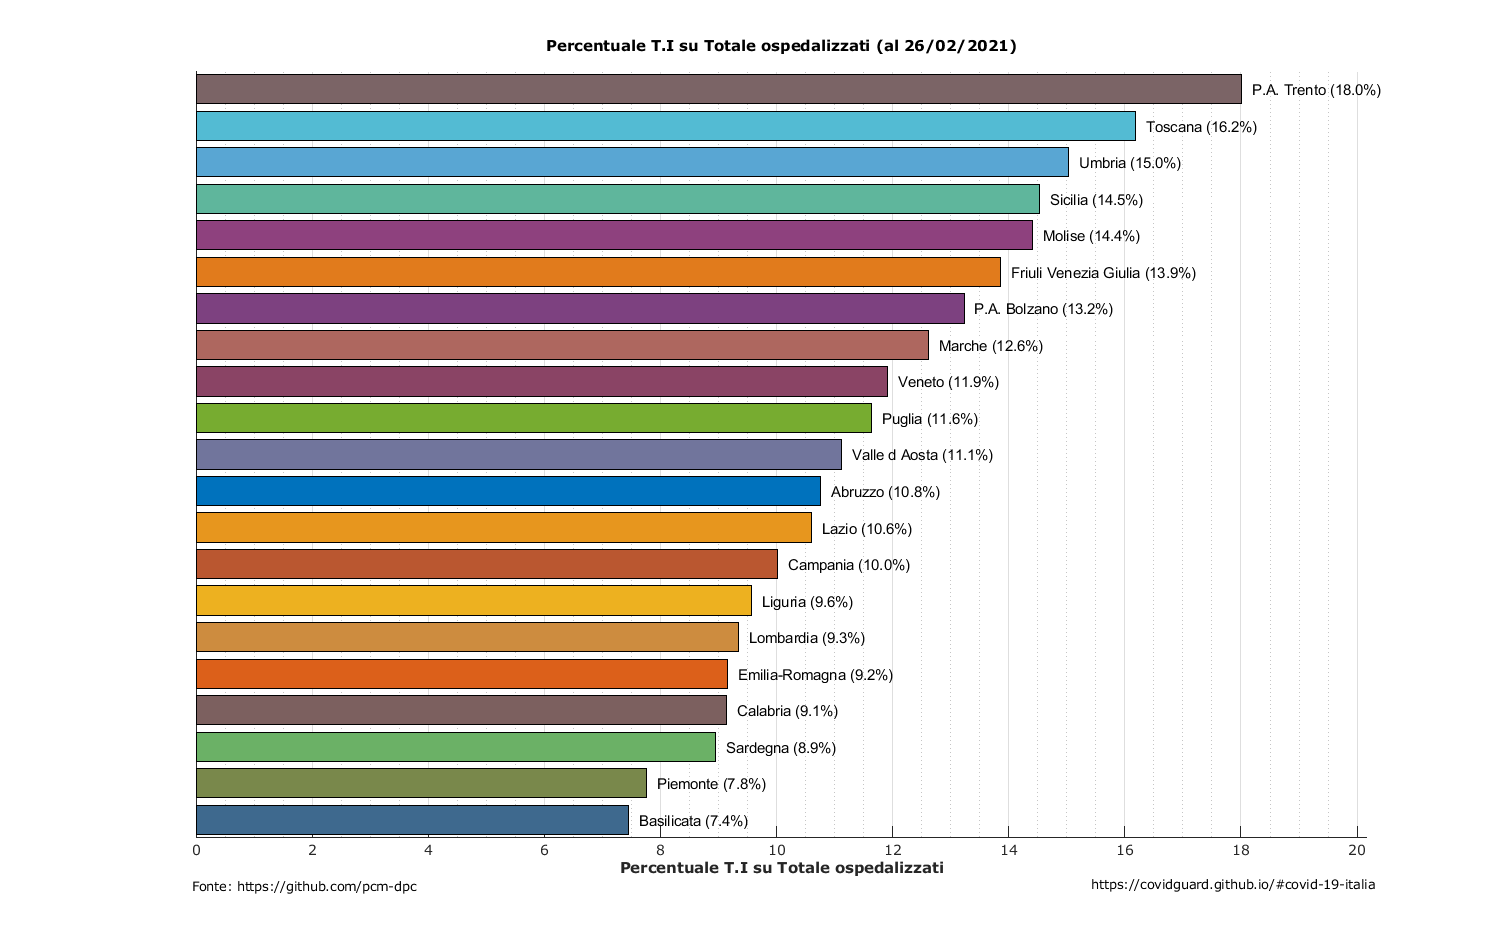 Percentuale T.I su Totale ospedalizzati (al 26/02/2021)
P.A. Trento (18.0%)
Toscana (16.2%)
Umbria (15.0%)
Sicilia (14.5%)
Molise (14.4%)
Friuli Venezia Giulia (13.9%)
P.A. Bolzano (13.2%)
Marche (12.6%)
Veneto (11.9%)
Puglia (11.6%)
Valle d Aosta (11.1%)
Abruzzo (10.8%)
Lazio (10.6%)
Campania (10.0%)
Liguria (9.6%)
Lombardia (9.3%)
Emilia-Romagna (9.2%)
Calabria (9.1%)
Sardegna (8.9%)
Piemonte (7.8%)
Basilicata (7.4%)
0 2 4 6 8 10 12 14 16 18 20
Percentuale T.I su Totale ospedalizzati
Fonte: https://github.com/pcm-dpc
https://covidguard.github.io/#covid-19-italia